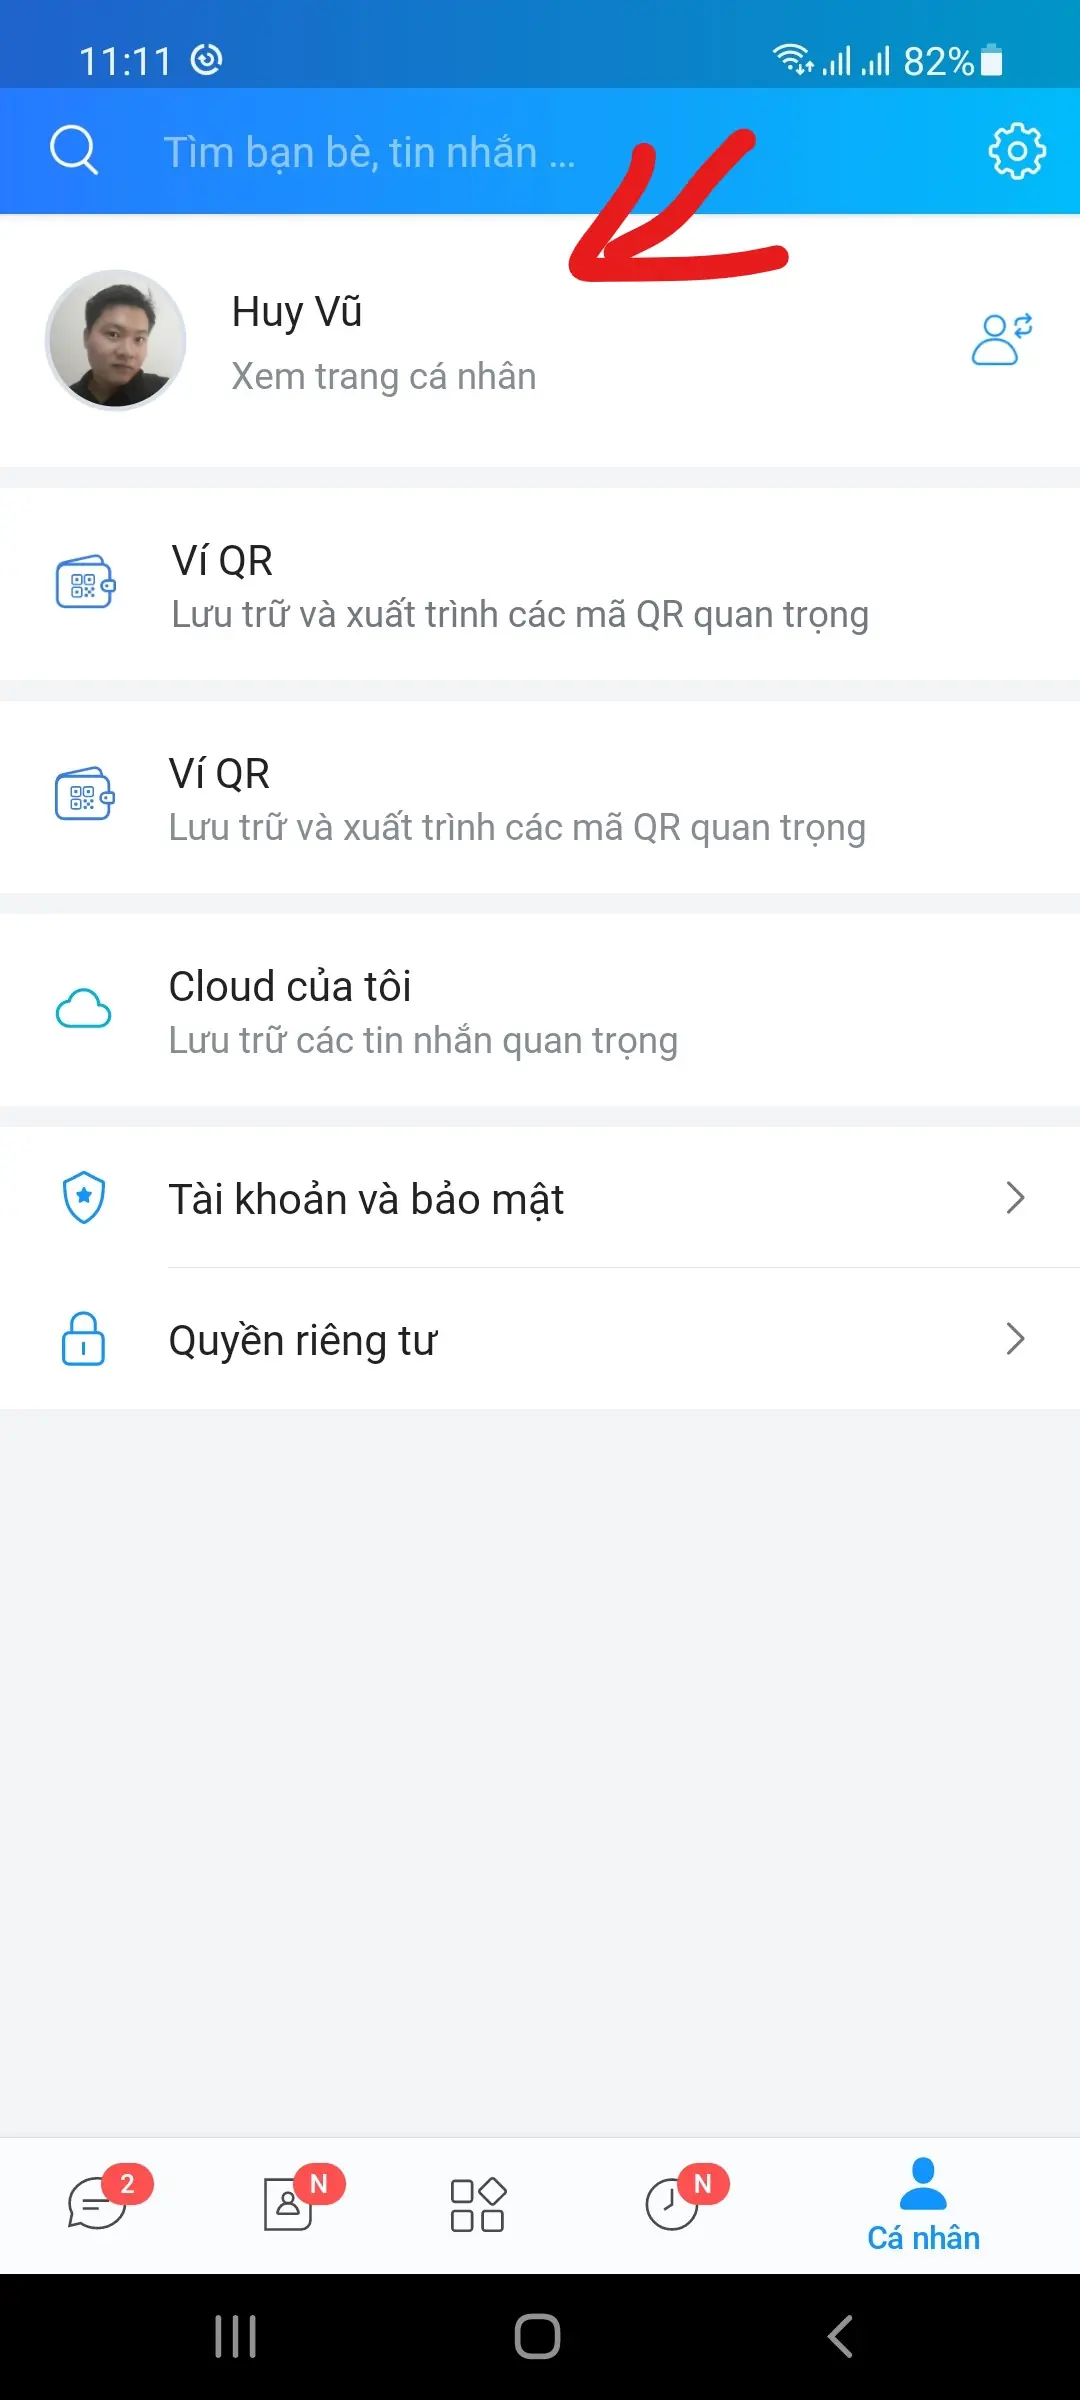 11:11
82%
Tìm bạn bè, tin nhắn ...
Huy Vũ
Xem trang cá nhân
Ví QR
Lưu trữ và xuất trình các mã QR quan trọng
Ví QR
Lưu trữ và xuất trình các mã QR quan trọng
Cloud của tôi
Lưu trữ các tin nhắn quan trọng
Tài khoản và bảo mật
Quyền riêng tư
2
N
N
Cá nhân